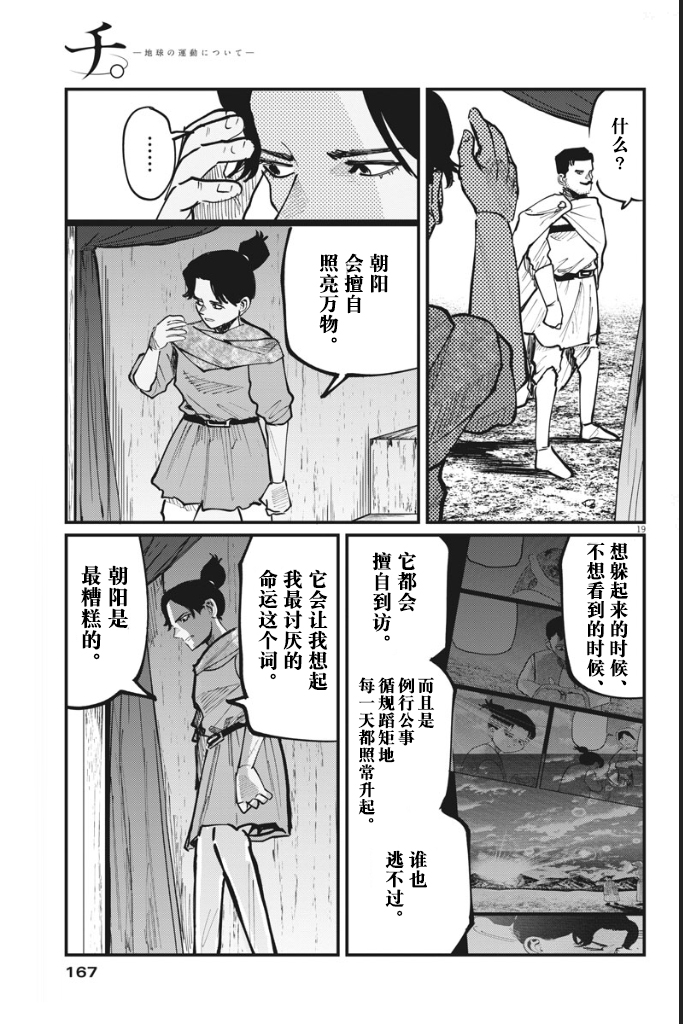 チ。
—地球の運動について—
什么？
……
朝阳
会擅自
照亮万物。
19
想躲起来的时候、
不想看到的时候、
它都会
擅自到访。
而且是
例行公事
循规蹈矩地
每一天都照常升起。
谁也
逃不过。
它会让我想起
我最讨厌的
命运这个词。
朝阳是
最糟糕的。
167